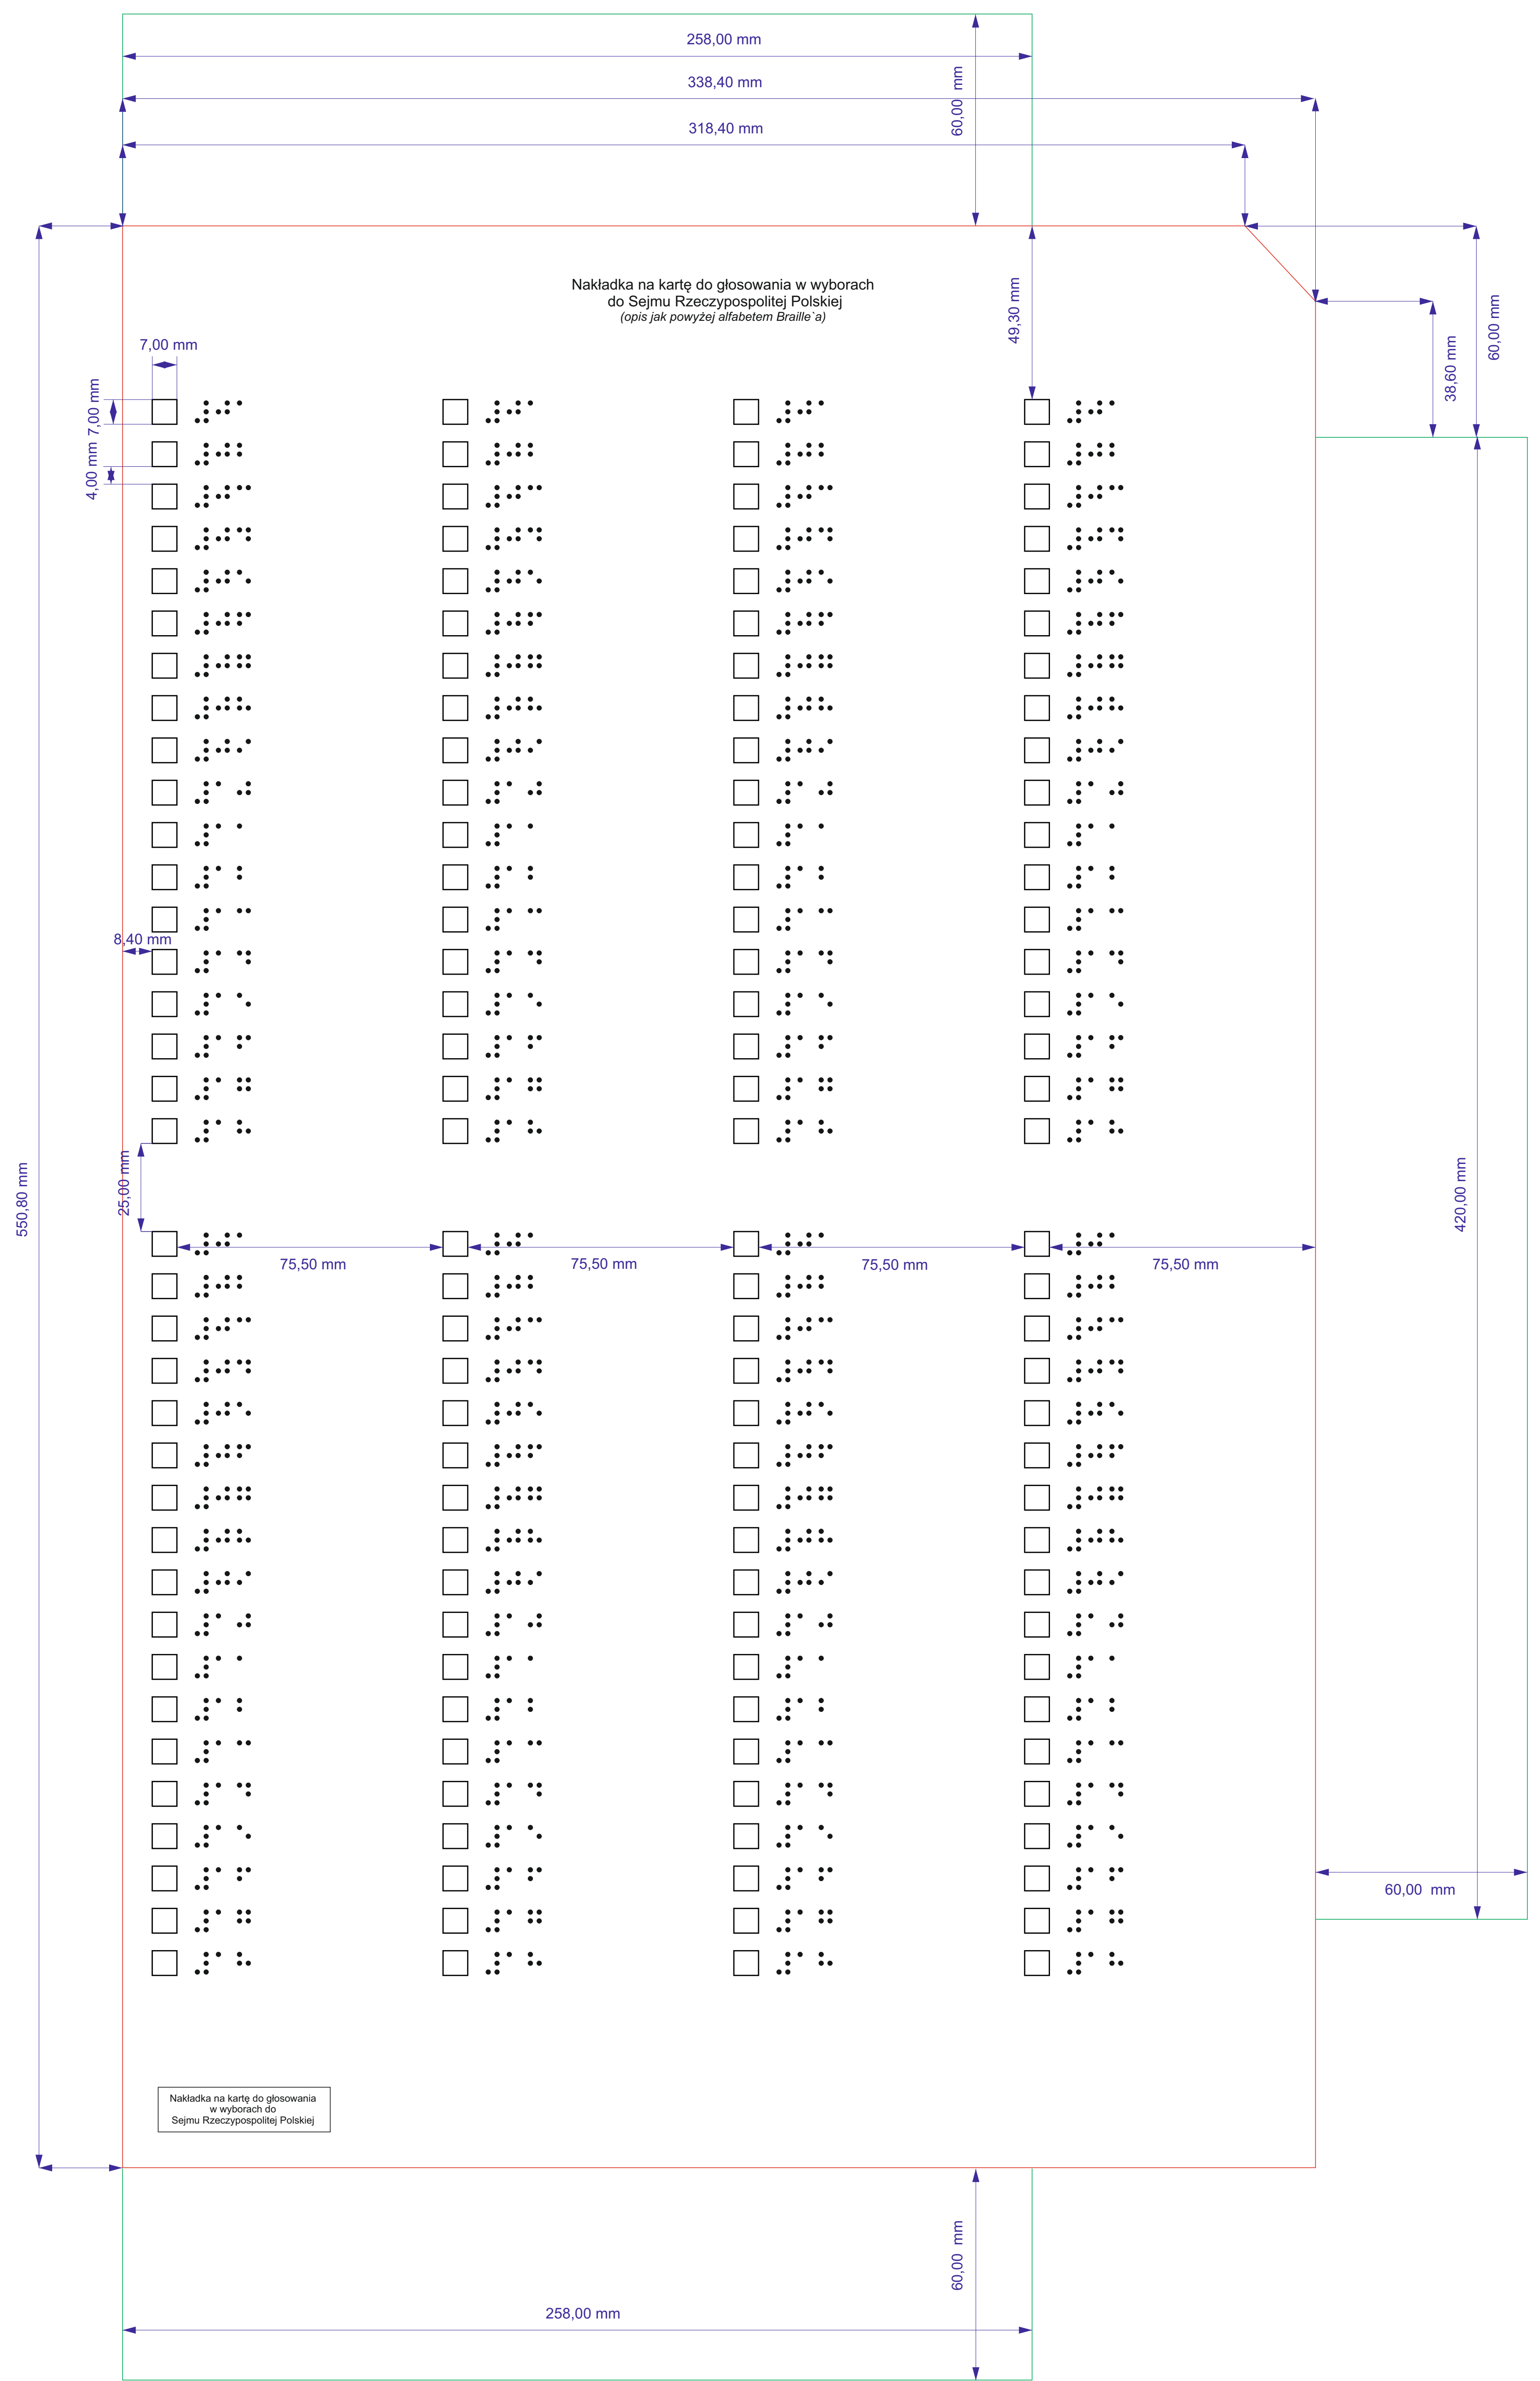 258,00 mm
338,40 mm
318,40 mm
60,00 mm
Nakładka na kartę do głosowania w wyborach
do Sejmu Rzeczypospolitej Polskiej
(opis jak powyżej alfabetem Braille`a)
49,30 mm
60,00 mm
38,60 mm
7,00 mm
7,00 mm
4,00 mm
⠼⠚⠁ ⠼⠚⠁ ⠼⠚⠁ ⠼⠚⠁
⠼⠚⠃ ⠼⠚⠃ ⠼⠚⠃ ⠼⠚⠃
⠼⠚⠉ ⠼⠚⠉ ⠼⠚⠉ ⠼⠚⠉
⠼⠚⠙ ⠼⠚⠙ ⠼⠚⠙ ⠼⠚⠙
⠼⠚⠑ ⠼⠚⠑ ⠼⠚⠑ ⠼⠚⠑
⠼⠚⠋ ⠼⠚⠋ ⠼⠚⠋ ⠼⠚⠋
⠼⠚⠛ ⠼⠚⠛ ⠼⠚⠛ ⠼⠚⠛
⠼⠚⠓ ⠼⠚⠓ ⠼⠚⠓ ⠼⠚⠓
⠼⠚⠊ ⠼⠚⠊ ⠼⠚⠊ ⠼⠚⠊
⠼⠁⠚ ⠼⠁⠚ ⠼⠁⠚ ⠼⠁⠚
⠼⠁⠁ ⠼⠁⠁ ⠼⠁⠁ ⠼⠁⠁
⠼⠁⠃ ⠼⠁⠃ ⠼⠁⠃ ⠼⠁⠃
⠼⠁⠉ ⠼⠁⠉ ⠼⠁⠉ ⠼⠁⠉
8,40 mm
⠼⠁⠙ ⠼⠁⠙ ⠼⠁⠙ ⠼⠁⠙
⠼⠁⠑ ⠼⠁⠑ ⠼⠁⠑ ⠼⠁⠑
⠼⠁⠋ ⠼⠁⠋ ⠼⠁⠋ ⠼⠁⠋
⠼⠁⠛ ⠼⠁⠛ ⠼⠁⠛ ⠼⠁⠛
⠼⠁⠓ ⠼⠁⠓ ⠼⠁⠓ ⠼⠁⠓
550,80 mm
25,00 mm
420,00 mm
⠼⠚⠁ ⠼⠚⠁ ⠼⠚⠁ ⠼⠚⠁
75,50 mm 75,50 mm 75,50 mm 75,50 mm
⠼⠚⠃ ⠼⠚⠃ ⠼⠚⠃ ⠼⠚⠃
⠼⠚⠉ ⠼⠚⠉ ⠼⠚⠉ ⠼⠚⠉
⠼⠚⠙ ⠼⠚⠙ ⠼⠚⠙ ⠼⠚⠙
⠼⠚⠑ ⠼⠚⠑ ⠼⠚⠑ ⠼⠚⠑
⠼⠚⠋ ⠼⠚⠋ ⠼⠚⠋ ⠼⠚⠋
⠼⠚⠛ ⠼⠚⠛ ⠼⠚⠛ ⠼⠚⠛
⠼⠚⠓ ⠼⠚⠓ ⠼⠚⠓ ⠼⠚⠓
⠼⠚⠊ ⠼⠚⠊ ⠼⠚⠊ ⠼⠚⠊
⠼⠁⠚ ⠼⠁⠚ ⠼⠁⠚ ⠼⠁⠚
⠼⠁⠁ ⠼⠁⠁ ⠼⠁⠁ ⠼⠁⠁
⠼⠁⠃ ⠼⠁⠃ ⠼⠁⠃ ⠼⠁⠃
⠼⠁⠉ ⠼⠁⠉ ⠼⠁⠉ ⠼⠁⠉
⠼⠁⠙ ⠼⠁⠙ ⠼⠁⠙ ⠼⠁⠙
⠼⠁⠑ ⠼⠁⠑ ⠼⠁⠑ ⠼⠁⠑
⠼⠁⠋ ⠼⠁⠋ ⠼⠁⠋ ⠼⠁⠋
60,00 mm
⠼⠁⠛ ⠼⠁⠛ ⠼⠁⠛ ⠼⠁⠛
⠼⠁⠓ ⠼⠁⠓ ⠼⠁⠓ ⠼⠁⠓
Nakładka na kartę do głosowania
w wyborach do
Sejmu Rzeczypospolitej Polskiej
60,00 mm
258,00 mm